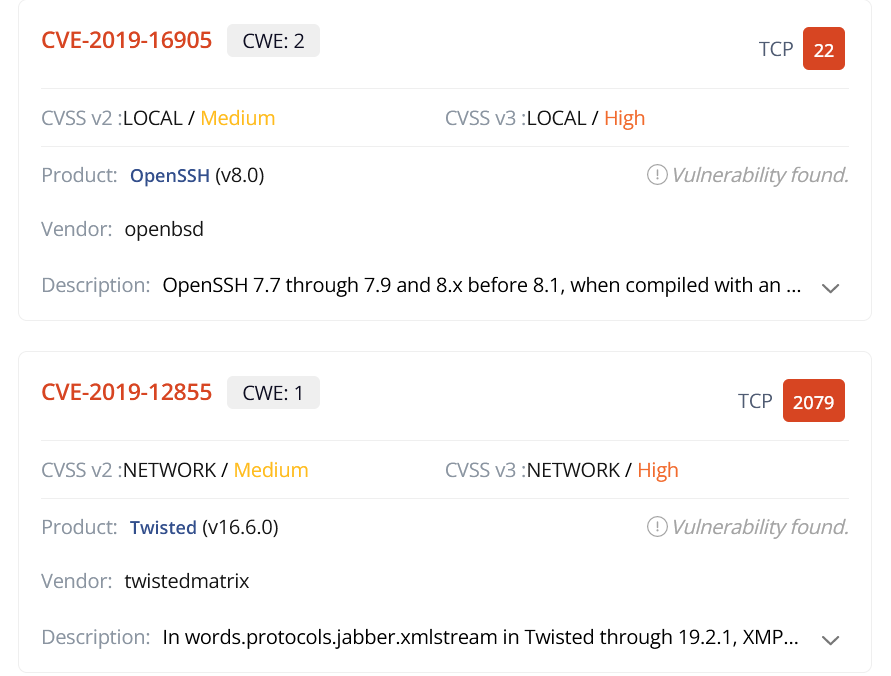 CVE-2019-16905 CWE: 2 TCP 22
CVSS v2 :LOCAL / Medium CVSS v3 :LOCAL / High
Product: OpenSSH (v8.0) Vulnerability found.
Vendor: openbsd
Description: OpenSSH 7.7 through 7.9 and 8.x before 8.1, when compiled with an ...
CVE-2019-12855 CWE: 1 TCP 2079
CVSS v2 :NETWORK / Medium CVSS v3 :NETWORK / High
Product: Twisted (v16.6.0) Vulnerability found.
Vendor: twistedmatrix
Description: In words.protocols.jabber.xmlstream in Twisted through 19.2.1, XMP...